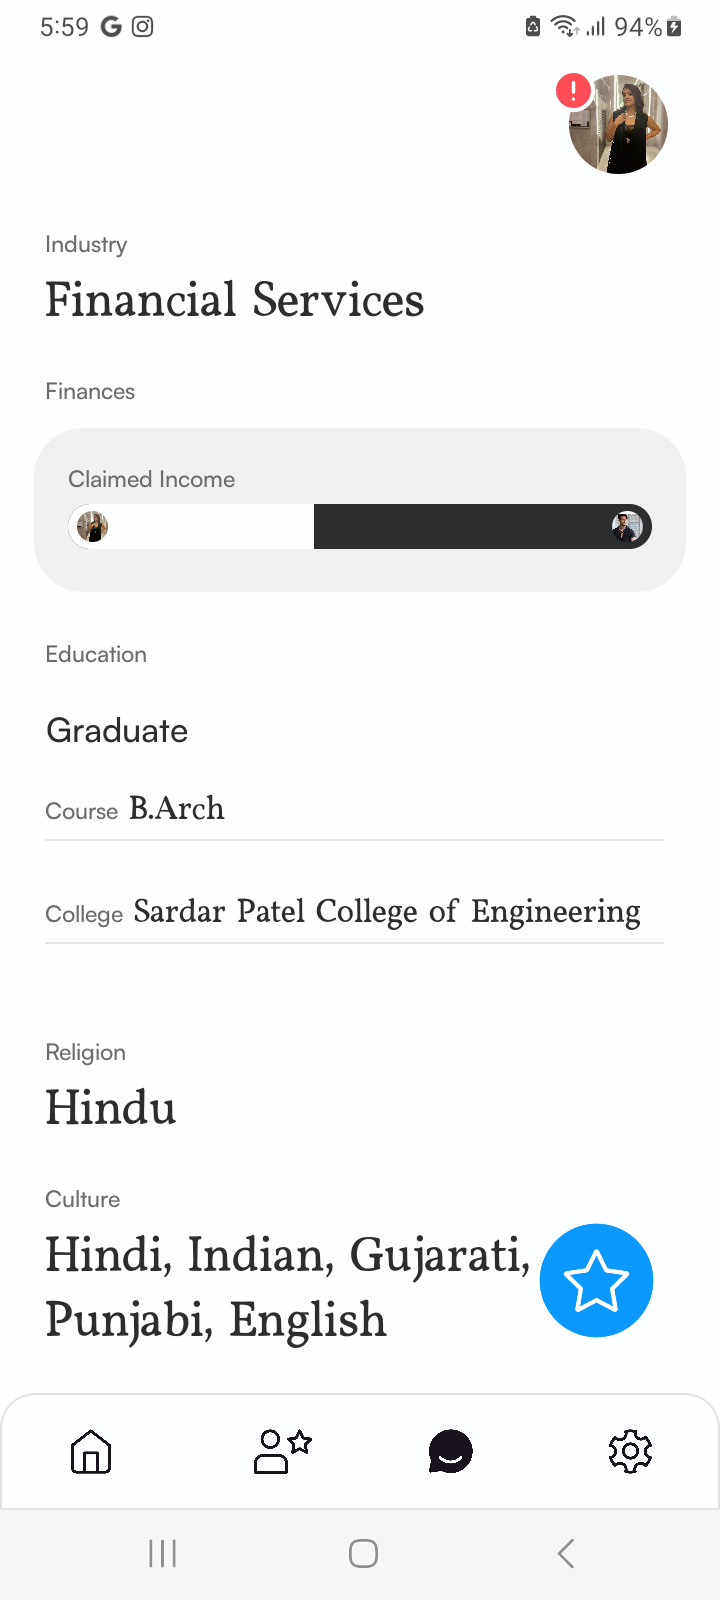 5:59
94%
Industry
Financial Services
Finances
Claimed Income
Education
Graduate
Course B.Arch
College Sardar Patel College of Engineering
Religion
Hindu
Culture
Hindi, Indian, Gujarati,
Punjabi, English